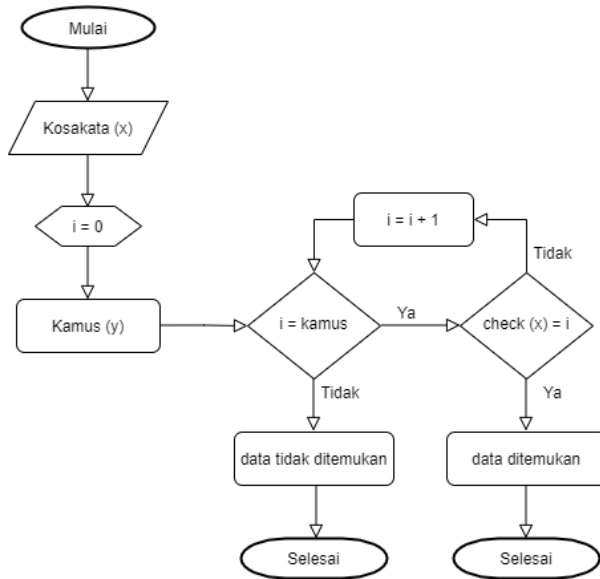 Mulai
Kosakata (x)
i = 0
Kamus (y)
i = kamus
Ya
check (x) = i
Tidak
i = i + 1
Tidak
data tidak ditemukan
Selesai
Ya
data ditemukan
Selesai